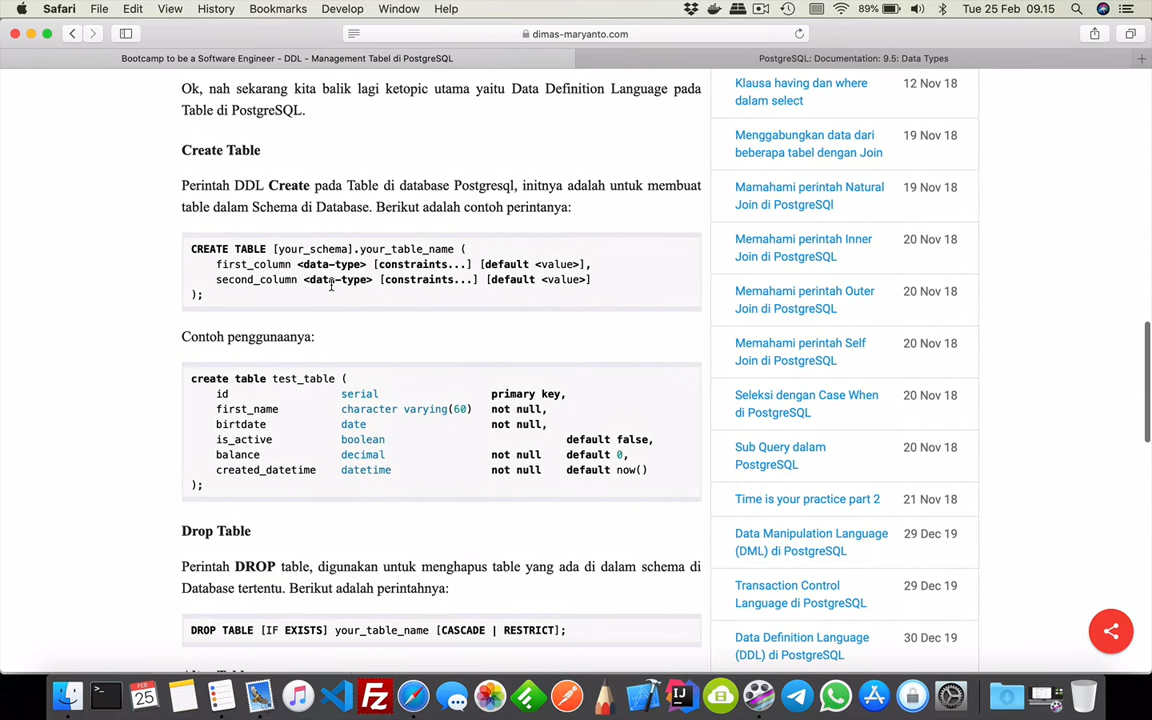 Safari File Edit View History Bookmarks Develop Window Help 89% Tue 25 Feb 09.15
dimas-maryanto.com
Bootcamp to be a Software Engineer - DDL - Management Tabel di PostgreSQL
PostgreSQL: Documentation: 9.5: Data Types
Ok, nah sekarang kita balik lagi ketopic utama yaitu Data Definition Language pada
Table di PostgreSQL.
Create Table
Perintah DDL Create pada Table di database Postgresql, initnya adalah untuk membuat
table dalam Schema di Database. Berikut adalah contoh perintanya:
CREATE TABLE [your_schema].your_table_name (
first_column <data-type> [constraints...] [default <value>],
second_column <data-type> [constraints...] [default <value>]
);
Contoh penggunaanya:
create table test_table (
id serial primary key,
first_name character varying(60) not null,
birtdate date not null,
is_active boolean default false,
balance decimal not null default 0,
created_datetime datetime not null default now()
);
Drop Table
Perintah DROP table, digunakan untuk menghapus table yang ada di dalam schema di
Database tertentu. Berikut adalah perintahnya:
DROP TABLE [IF EXISTS] your_table_name [CASCADE | RESTRICT];
Klausa having dan where
dalam select
12 Nov 18
Menggabungkan data dari
beberapa tabel dengan Join
19 Nov 18
Mamahami perintah Natural
Join di PostgreSQl
19 Nov 18
Memahami perintah Inner
Join di PostgreSQL
20 Nov 18
Memahami perintah Outer
Join di PostgreSQL
20 Nov 18
Memahami perintah Self
Join di PostgreSQL
20 Nov 18
Seleksi dengan Case When
di PostgreSQL
20 Nov 18
Sub Query dalam
PostgreSQL
20 Nov 18
Time is your practice part 2
21 Nov 18
Data Manipulation Language
(DML) di PostgreSQL
29 Dec 19
Transaction Control
Language di PostgreSQL
29 Dec 19
Data Definition Language
(DDL) di PostgreSQL
30 Dec 19
FEB
25